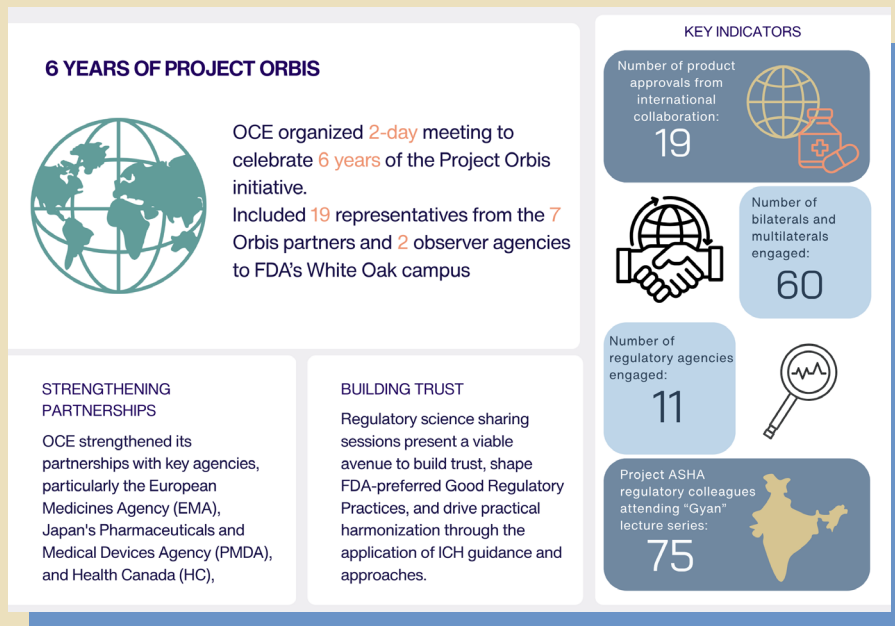 6 YEARS OF PROJECT ORBIS
OCE organized 2-day meeting to
celebrate 6 years of the Project Orbis
initiative.
Included 19 representatives from the 7
Orbis partners and 2 observer agencies
to FDA's White Oak campus
STRENGTHENING
PARTNERSHIPS
OCE strengthened its
partnerships with key agencies,
particularly the European
Medicines Agency (EMA),
Japan's Pharmaceuticals and
Medical Devices Agency (PMDA),
and Health Canada (HC),
BUILDING TRUST
Regulatory science sharing
sessions present a viable
avenue to build trust, shape
FDA-preferred Good Regulatory
Practices, and drive practical
harmonization through the
application of ICH guidance and
approaches.
KEY INDICATORS
Number of product
approvals from
international
collaboration:
19
Number of
bilaterals and
multilaterals
engaged:
60
Number of
regulatory agencies
engaged:
11
Project ASHA
regulatory colleagues
attending “Gyan”
lecture series:
75